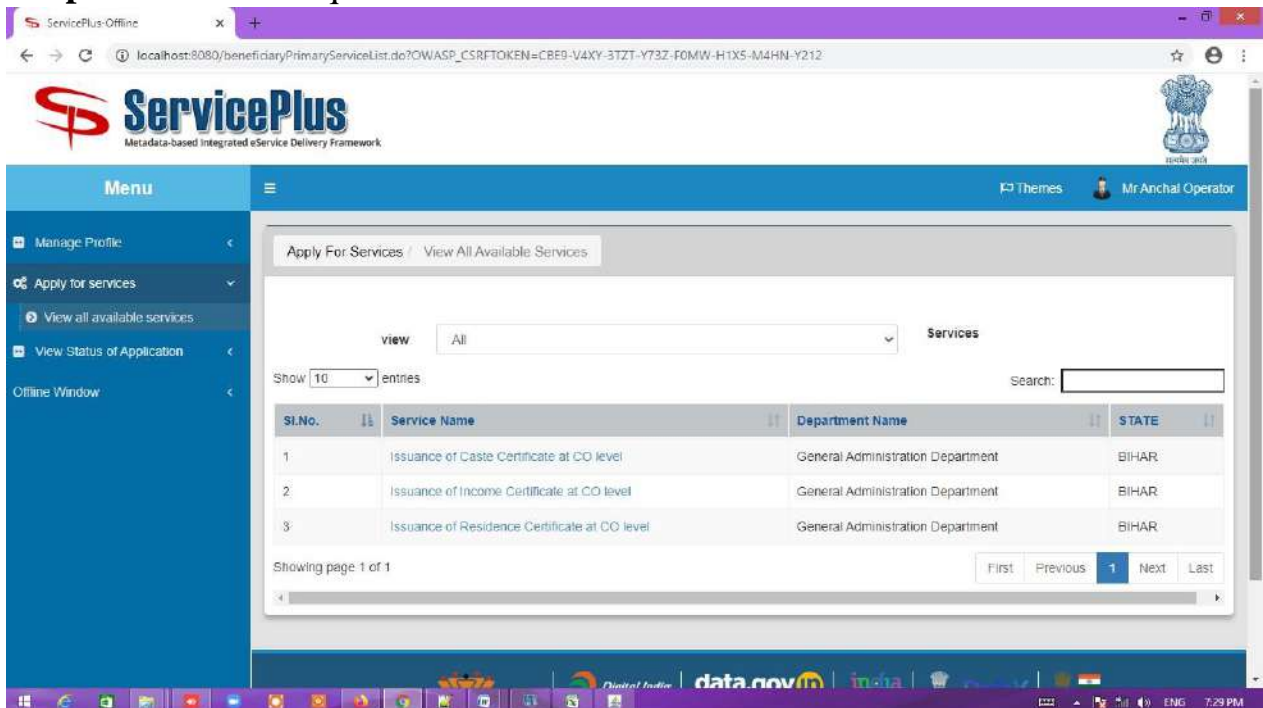 ServicePlus-Offline
localhost:8080/beneficiaryPrimaryServiceList.do?OWASP_CSRFTOKEN=CBE9-V4XY-3TZT-Y73Z-F0MW-H1X5-M4HN-Y212
ServicePlus
Metadata-based Integrated eService Delivery Framework
सत्यमेव जयते
Menu
Themes Mr Anchal Operator
Manage Profile
Apply for services
View all available services
View Status of Application
Offline Window
Apply For Services / View All Available Services
view All Services
Show 10 entries Search:
Sl.No. Service Name Department Name STATE
1 Issuance of Caste Certificate at CO level General Administration Department BIHAR
2 Issuance of Income Certificate at CO level General Administration Department BIHAR
3 Issuance of Residence Certificate at CO level General Administration Department BIHAR
Showing page 1 of 1 First Previous 1 Next Last
Digital India data.gov in india
ENG 7:29 PM